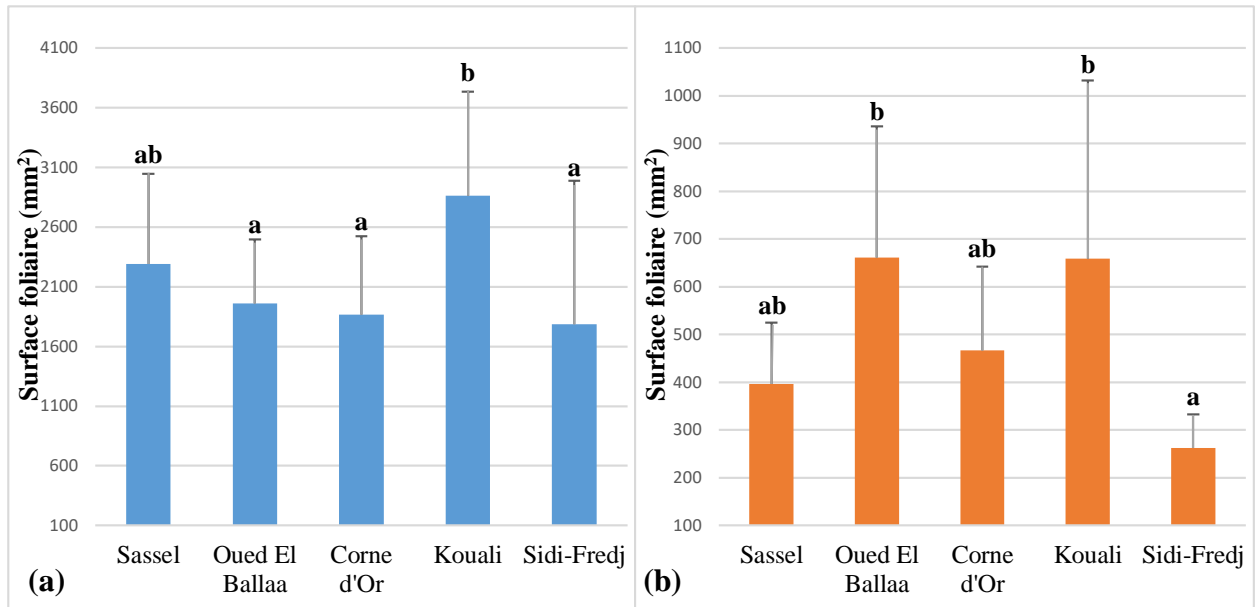 4100
3600
3100
2600
2100
1600
1100
600
100
Surface foliaire (mm²)
ab
a
a
b
a
Sassel
Oued El
Ballaa
Corne
d'Or
Kouali
Sidi-Fredj
(a)
1100
1000
900
800
700
600
500
400
300
200
100
Surface foliaire (mm²)
ab
b
ab
b
a
Sassel
Oued El
Ballaa
Corne
d'Or
Kouali
Sidi-Fredj
(b)